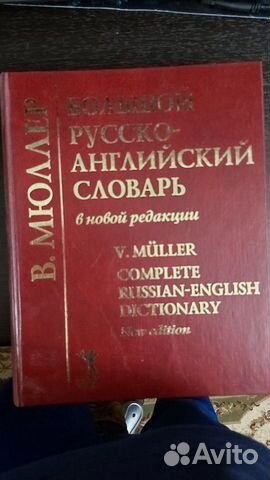 В. МЮЛЛЕР
БОЛЬШОЙ
РУССКО-
АНГЛИЙСКИЙ
СЛОВАРЬ
в новой редакции
V. MÜLLER
COMPLETE
RUSSIAN-ENGLISH
DICTIONARY
New edition
Avito